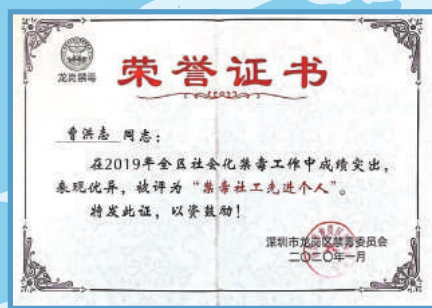 龙岗禁毒
荣誉证书
曾洪志 同志：
在2019年全区社会化禁毒工作中成绩突出，
表现优异，被评为“禁毒社工先进个人”。
特发此证，以资鼓励！
深圳市龙岗区禁毒委员会
二〇二〇年一月